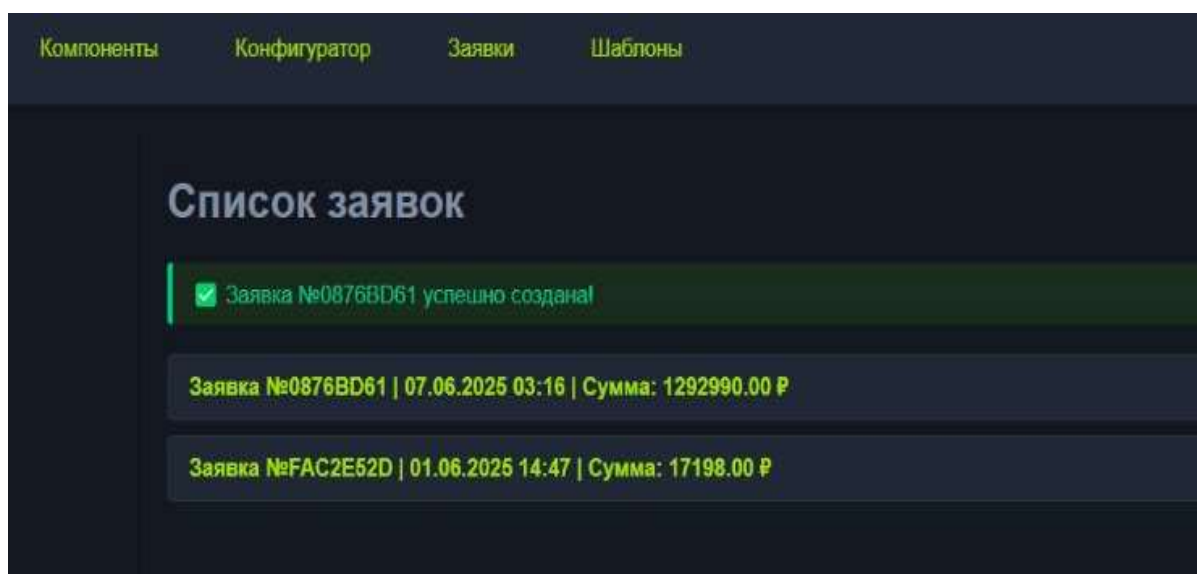 Компоненты Конфигуратор Заявки Шаблоны
Список заявок
✅ Заявка №0876BD61 успешно создана!
Заявка №0876BD61 | 07.06.2025 03:16 | Сумма: 1292990.00 ₽
Заявка №FAC2E52D | 01.06.2025 14:47 | Сумма: 17198.00 ₽